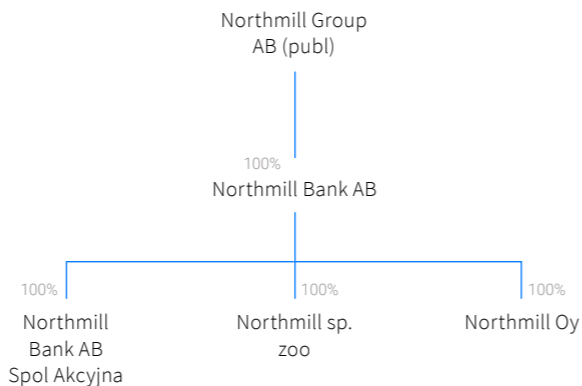 Northmill Group
AB (publ)
100%
Northmill Bank AB
100%
100%
100%
Northmill
Bank AB
Spol Akcyjna
Northmill sp.
zoo
Northmill Oy